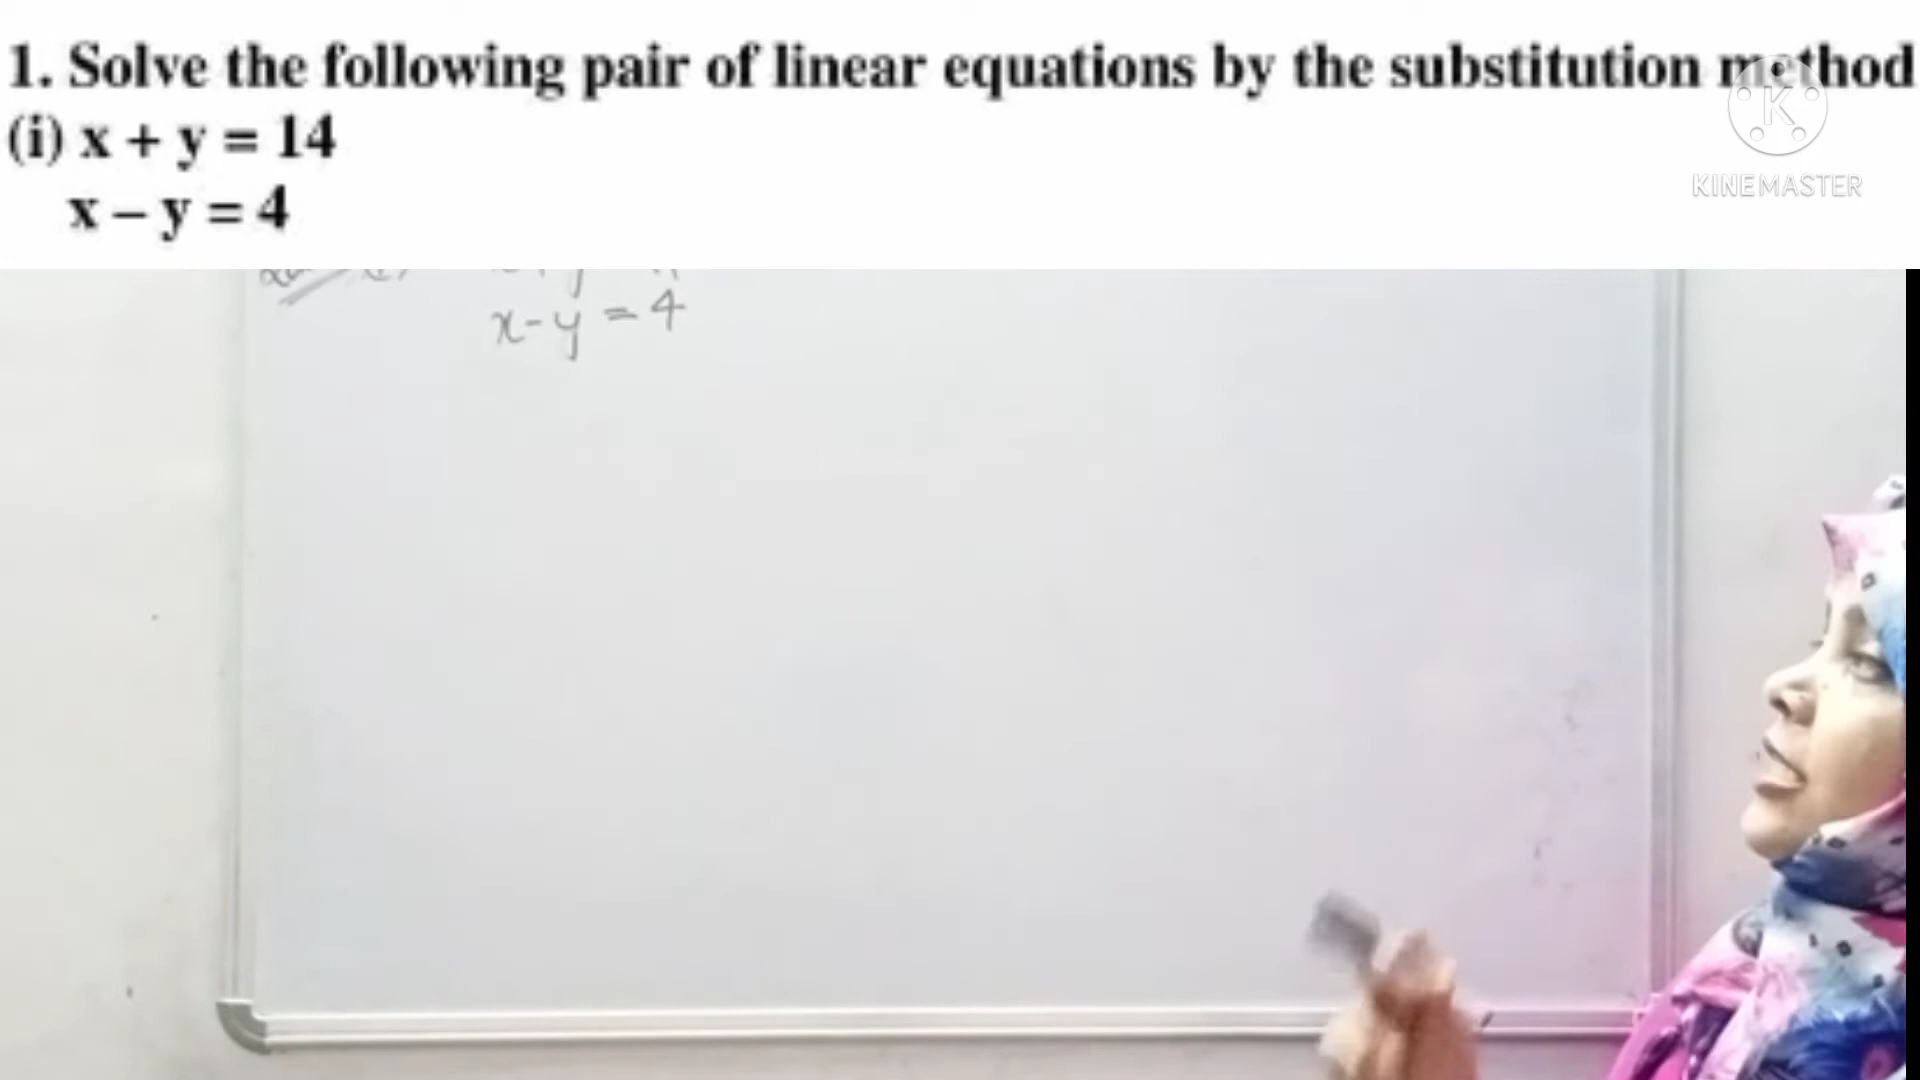 1. Solve the following pair of linear equations by the substitution method
(i) x + y = 14
x – y = 4
KINEMASTER
x - y = 4